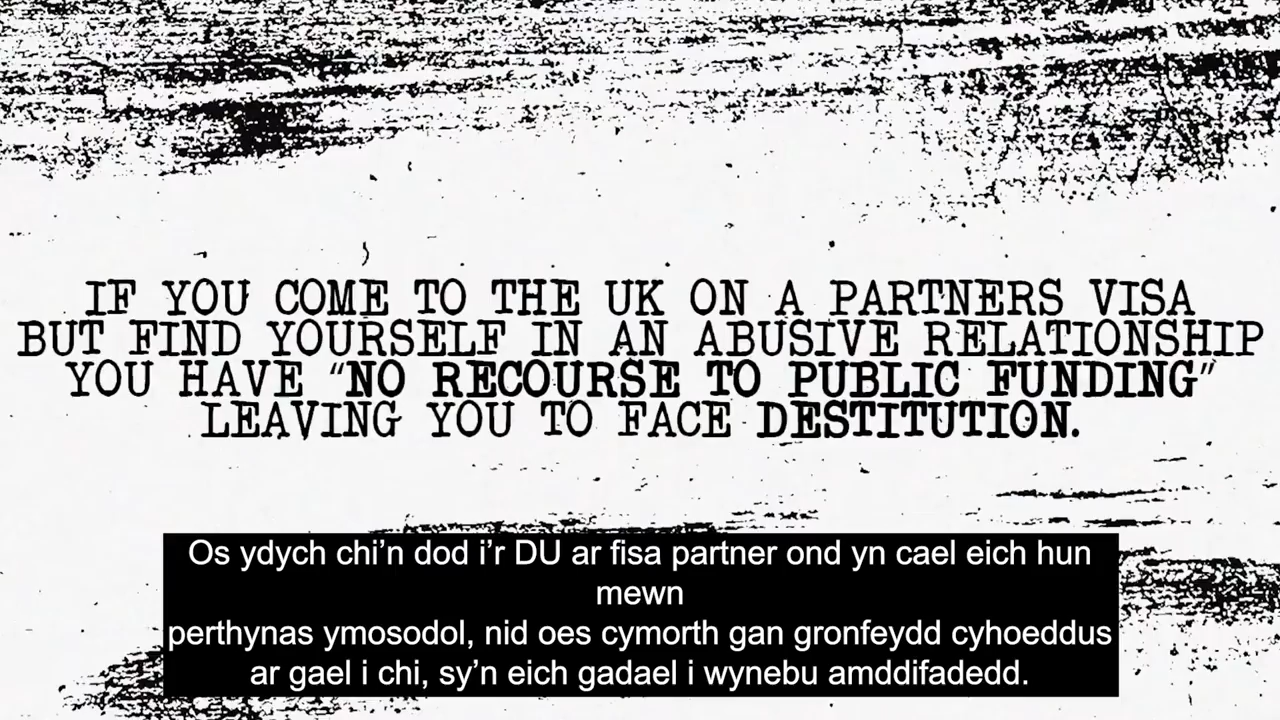 IF YOU COME TO THE UK ON A PARTNERS VISA
BUT FIND YOURSELF IN AN ABUSIVE RELATIONSHIP
YOU HAVE “NO RECOURSE TO PUBLIC FUNDING”
LEAVING YOU TO FACE DESTITUTION.
Os ydych chi’n dod i’r DU ar fisa partner ond yn cael eich hun
mewn
perthynas ymosodol, nid oes cymorth gan gronfeydd cyhoeddus
ar gael i chi, sy’n eich gadael i wynebu amddifadedd.